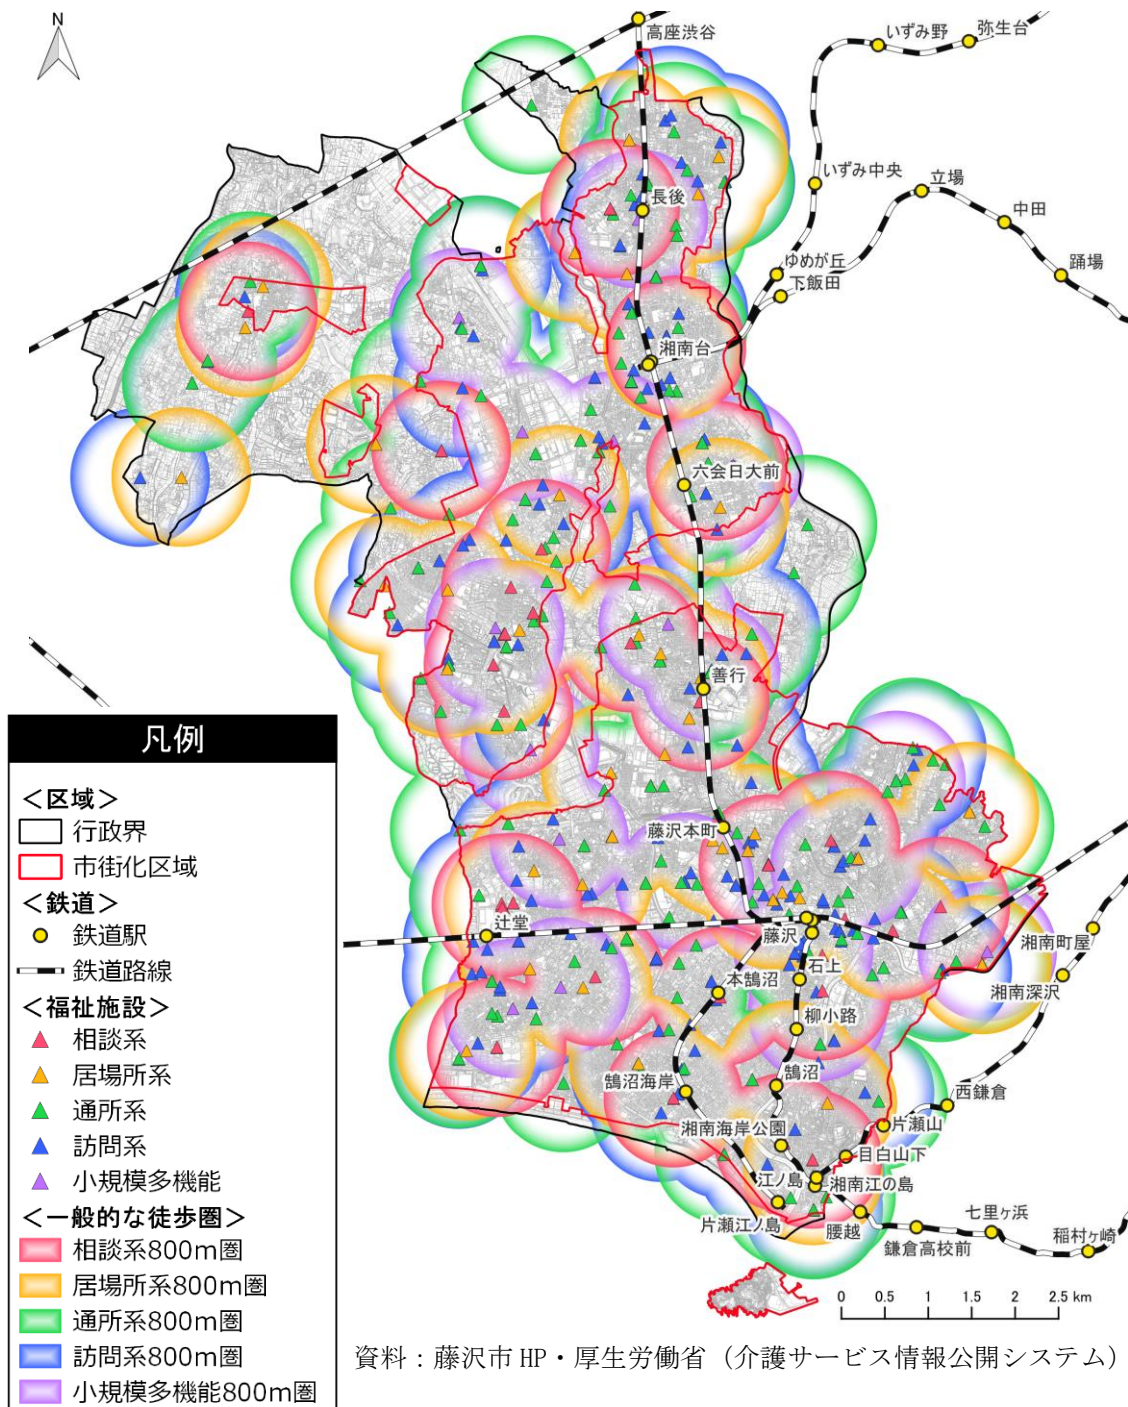 N
高座渋谷
いずみ野
弥生台
いずみ中央
立場
中田
踊場
長後
ゆめが丘
下飯田
湘南台
六会日大前
善行
藤沢本町
辻堂
藤沢
石上
本鵠沼
柳小路
湘南町屋
湘南深沢
鵠沼海岸
鵠沼
西鎌倉
湘南海岸公園
片瀬山
目白山下
江ノ島
湘南江の島
片瀬江ノ島
腰越
鎌倉高校前
七里ヶ浜
稲村ヶ崎
凡例
＜区域＞
行政界
市街化区域
＜鉄道＞
鉄道駅
鉄道路線
＜福祉施設＞
相談系
居場所系
通所系
訪問系
小規模多機能
＜一般的な徒歩圏＞
相談系800m圏
居場所系800m圏
通所系800m圏
訪問系800m圏
小規模多機能800m圏
0 0.5 1 1.5 2 2.5 km
資料：藤沢市 HP・厚生労働省（介護サービス情報公開システム）